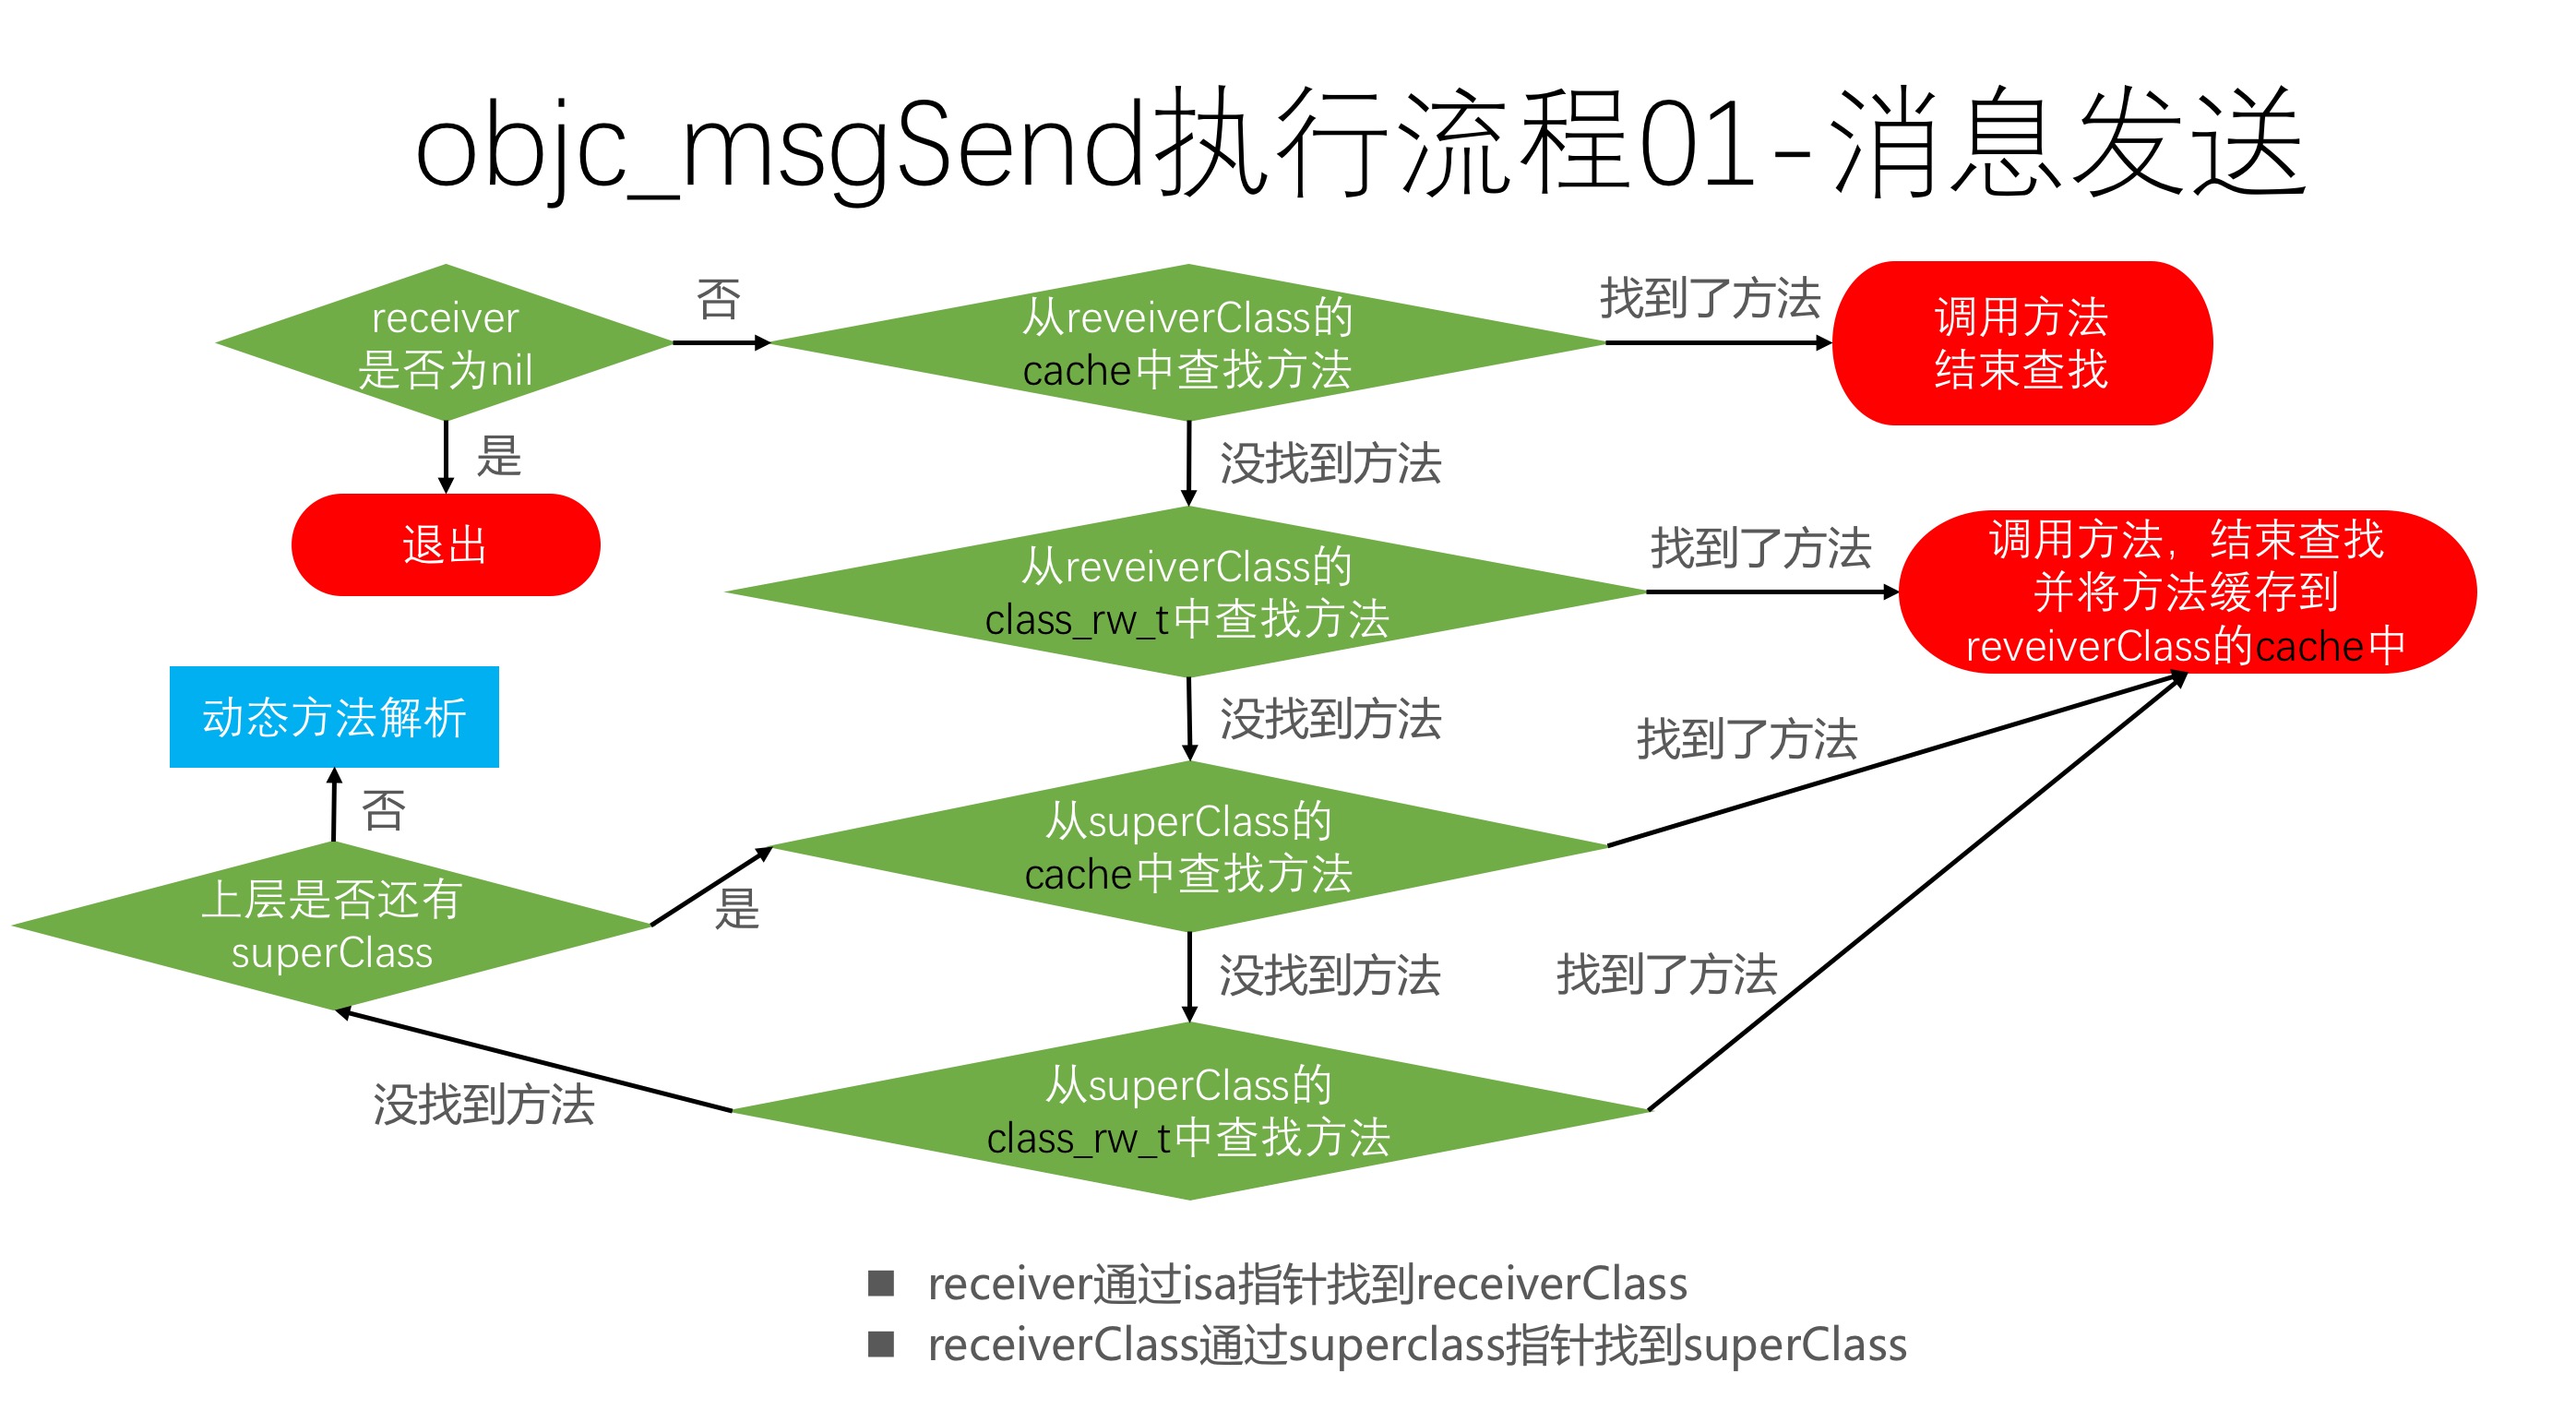 objc_msgSend执行流程01-消息发送
receiver
是否为nil
否
从reveiverClass的
cache中查找方法
找到了方法
调用方法
结束查找
是
退出
没找到方法
从reveiverClass的
class_rw_t中查找方法
找到了方法
调用方法，结束查找
并将方法缓存到
reveiverClass的cache中
动态方法解析
没找到方法
找到了方法
否
上层是否还有
superClass
是
从superClass的
cache中查找方法
没找到方法
找到了方法
没找到方法
从superClass的
class_rw_t中查找方法
■ receiver通过isa指针找到receiverClass
■ receiverClass通过superclass指针找到superClass